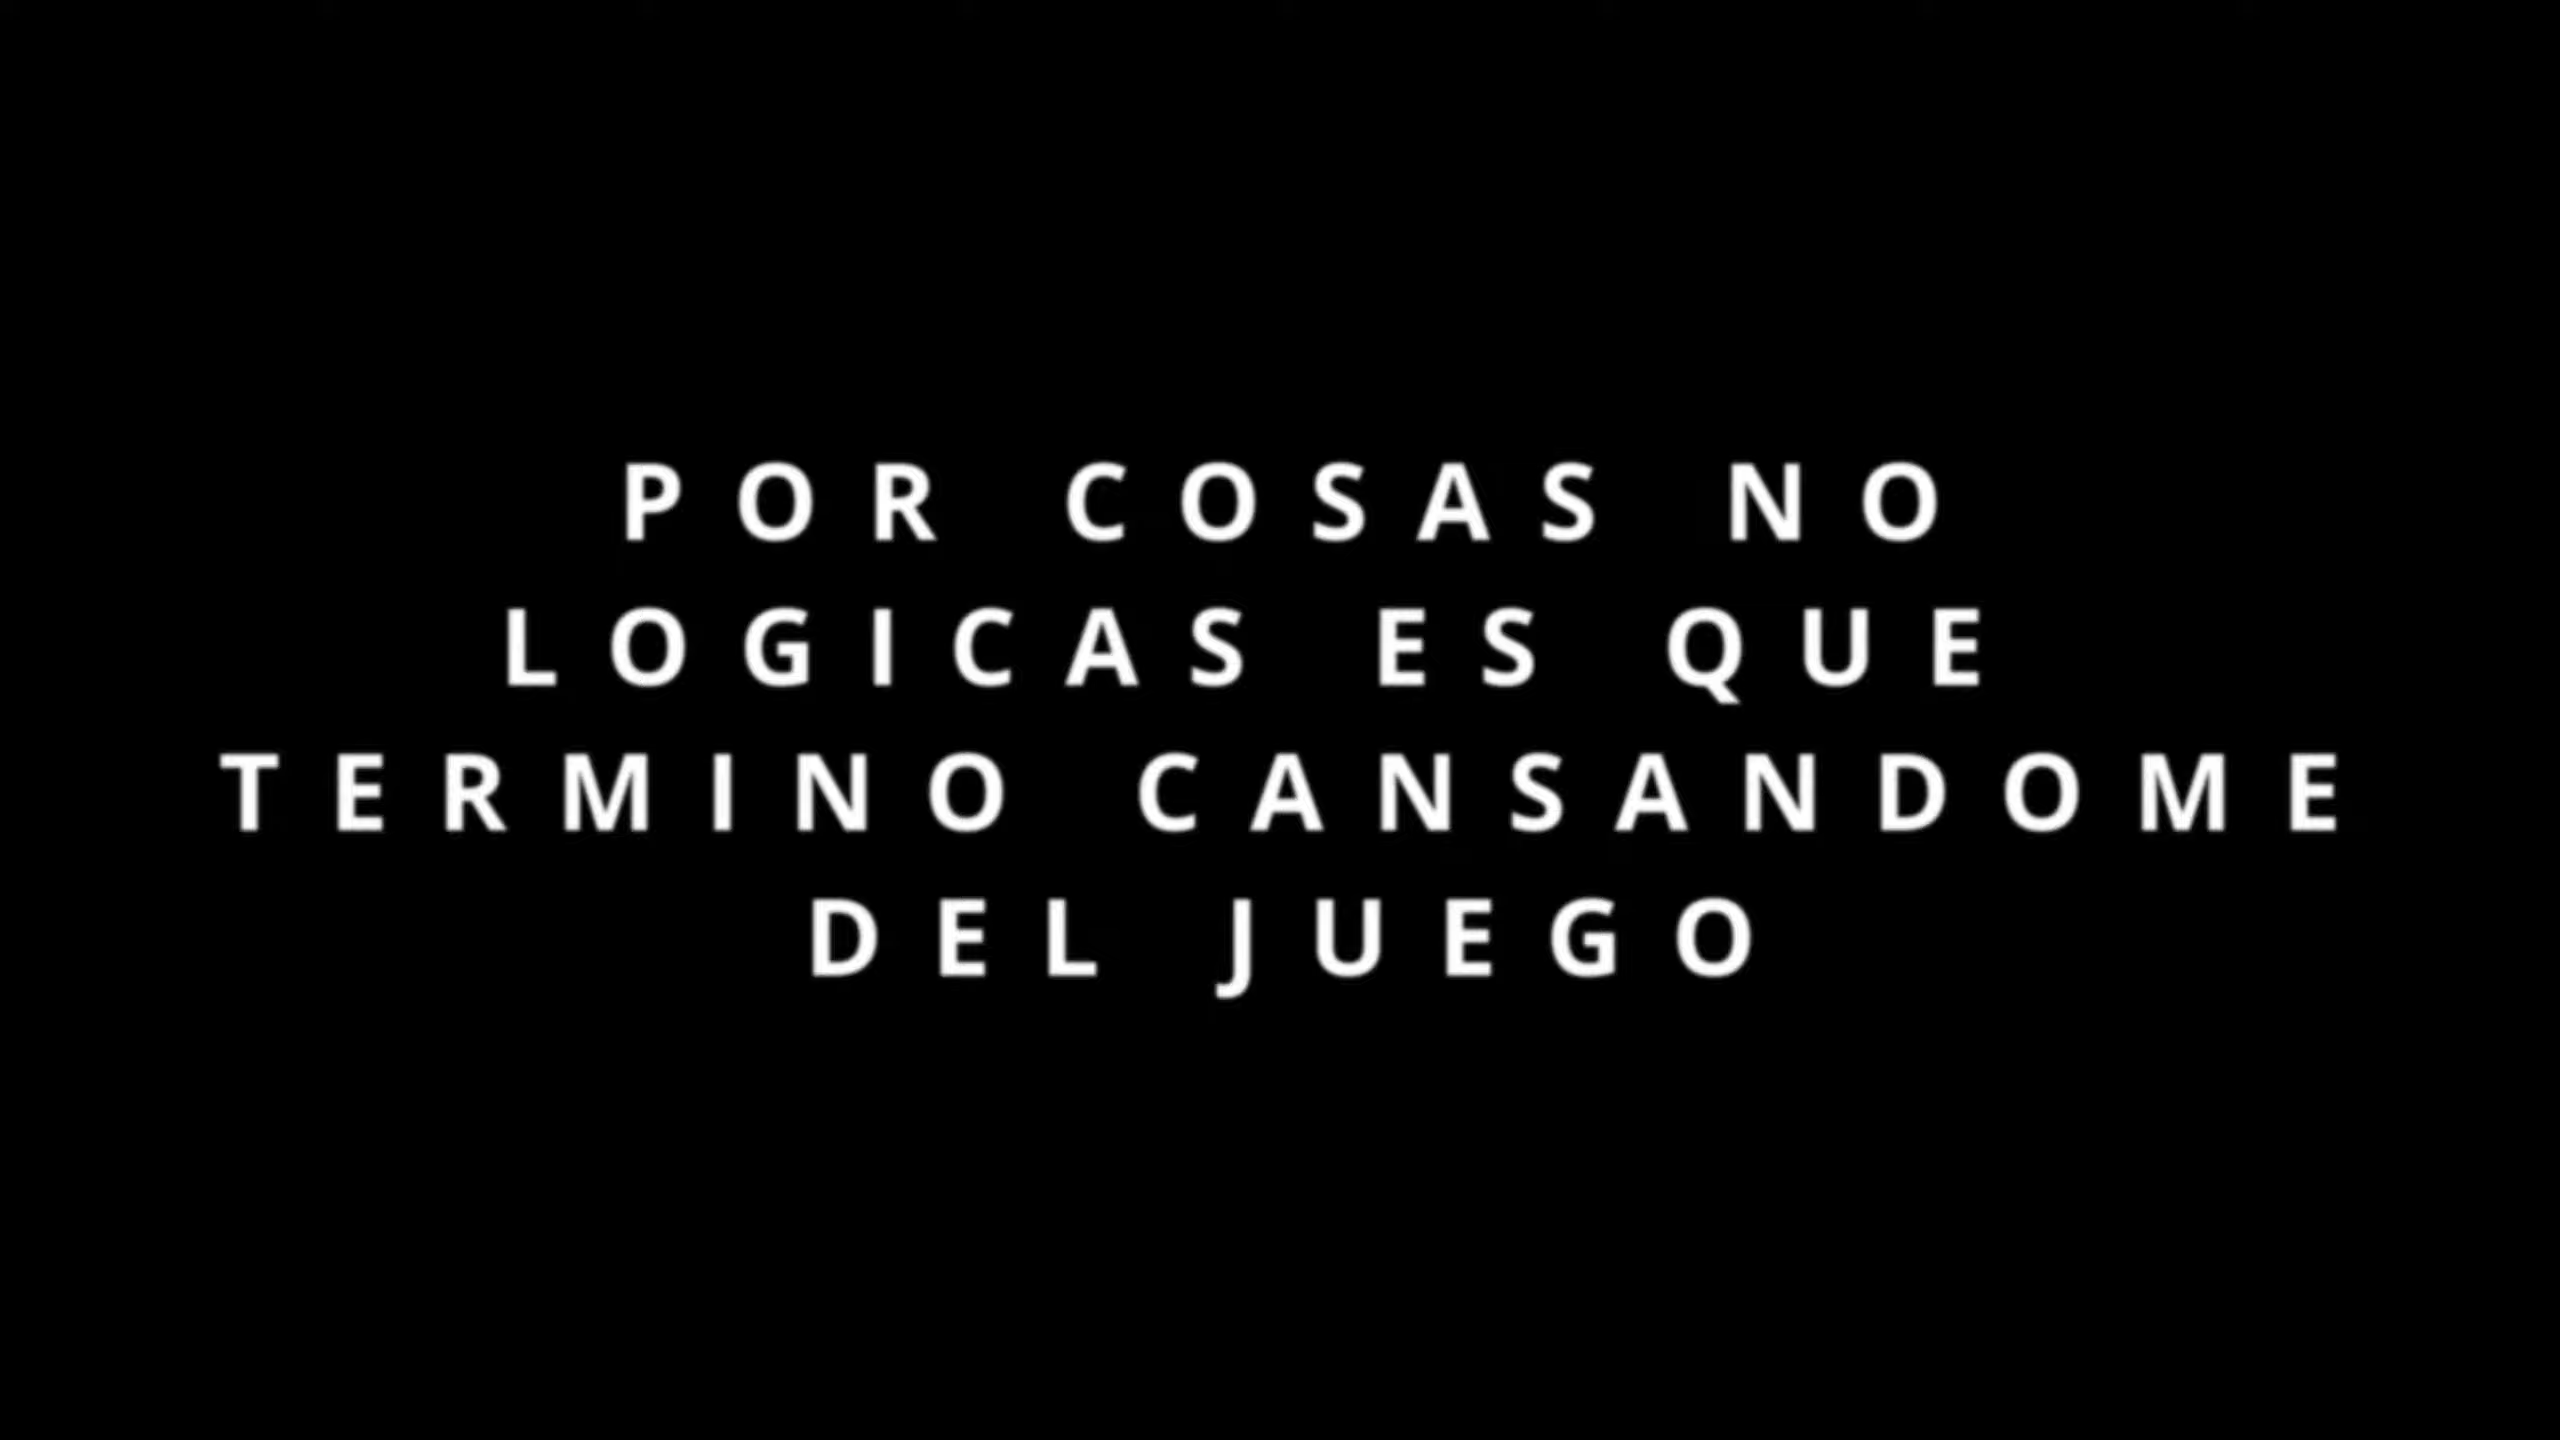 POR COSAS NO
LOGICAS ES QUE
TERMINO CANSANDOME
DEL JUEGO